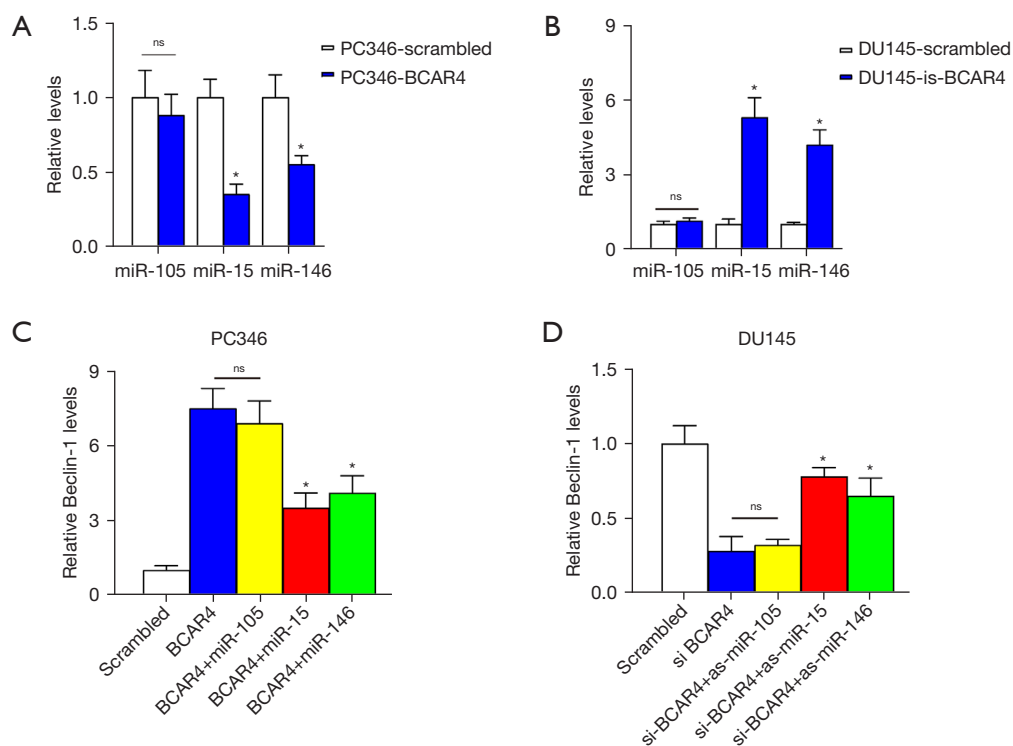 A
Relative levels
1.5
1.0
0.5
0.0
ns
*
*
PC346-scrambled
PC346-BCAR4
miR-105 miR-15 miR-146
B
Relative levels
9
6
3
0
ns
*
*
DU145-scrambled
DU145-is-BCAR4
miR-105 miR-15 miR-146
C
PC346
Relative Beclin-1 levels
9
6
3
0
ns
*
*
Scrambled
BCAR4
BCAR4+miR-105
BCAR4+miR-15
BCAR4+miR-146
D
DU145
Relative Beclin-1 levels
1.5
1.0
0.5
0.0
ns
*
*
Scrambled
si BCAR4
si-BCAR4+as-miR-105
si-BCAR4+as-miR-15
si-BCAR4+as-miR-146